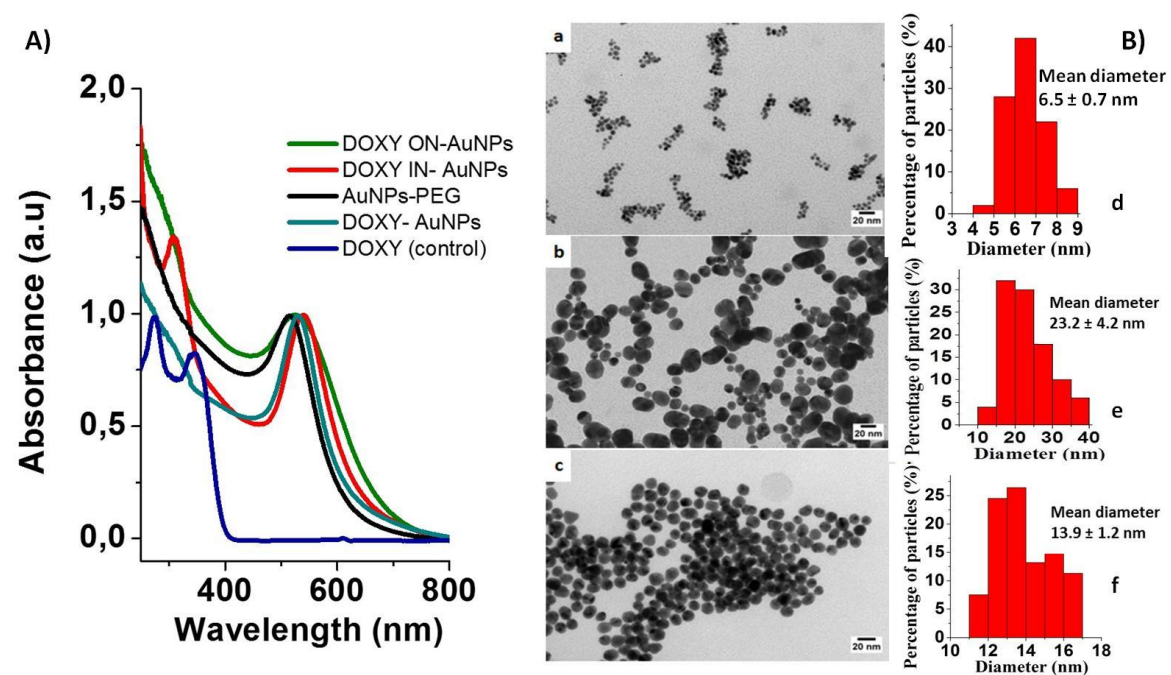 A)
2,0
1,5
1,0
0,5
0,0
Absorbance (a.u)
400
600
800
Wavelength (nm)
DOXY ON-AuNPs
DOXY IN- AuNPs
AuNPs-PEG
DOXY- AuNPs
DOXY (control)
a
20 nm
b
20 nm
c
20 nm
B)
Percentage of particles (%)
40
30
20
10
0
3 4 5 6 7 8 9
Diameter (nm)
Mean diameter
6.5 ± 0.7 nm
d
Percentage of particles (%)
30
25
20
15
10
5
0
10 20 30 40
Diameter (nm)
Mean diameter
23.2 ± 4.2 nm
e
Percentage of particles (%)
25
20
15
10
5
0
10 12 14 16 18
Diameter (nm)
Mean diameter
13.9 ± 1.2 nm
f